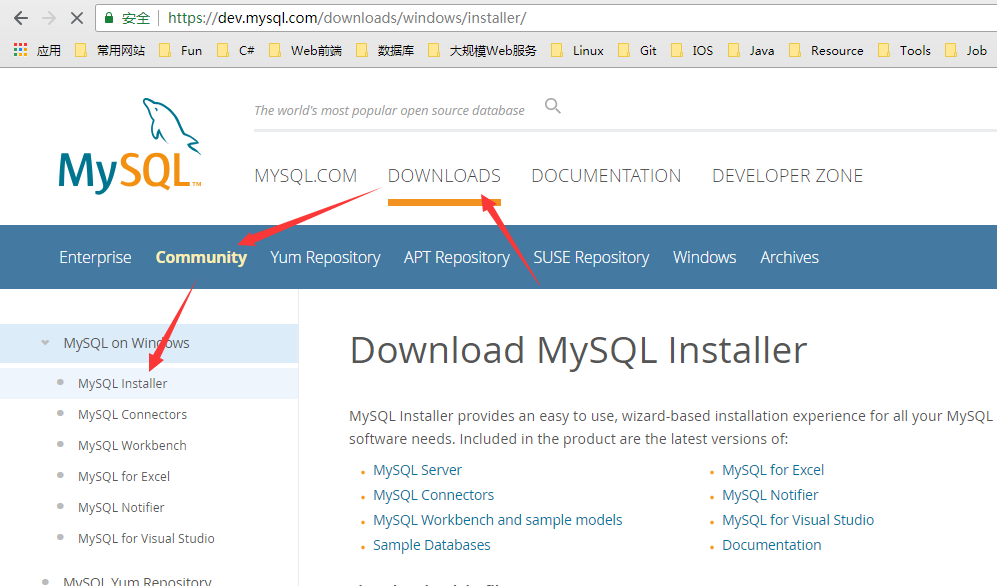 安全 https://dev.mysql.com/downloads/windows/installer/
应用 常用网站 Fun C# Web前端 数据库 大规模Web服务 Linux Git IOS Java Resource Tools Job
The world's most popular open source database
MySQL™
MYSQL.COM DOWNLOADS DOCUMENTATION DEVELOPER ZONE
Enterprise Community Yum Repository APT Repository SUSE Repository Windows Archives
MySQL on Windows
MySQL Installer
MySQL Connectors
MySQL Workbench
MySQL for Excel
MySQL Notifier
MySQL for Visual Studio
MySQL Yum Repository
Download MySQL Installer
MySQL Installer provides an easy to use, wizard-based installation experience for all your MySQL
software needs. Included in the product are the latest versions of:
MySQL Server
MySQL Connectors
MySQL Workbench and sample models
Sample Databases
MySQL for Excel
MySQL Notifier
MySQL for Visual Studio
Documentation